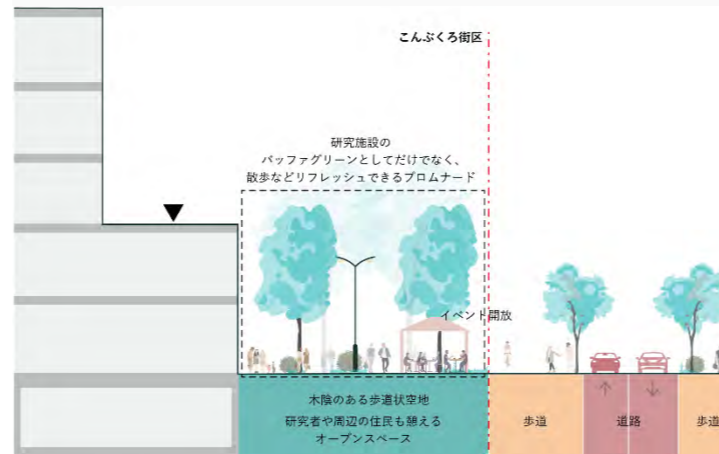 こんぶくろ街区
研究施設の
バッファグリーンとしてだけでなく、
散歩などリフレッシュできるプロムナード
イベント開放
木陰のある歩道状空地
研究者や周辺の住民も憩える
オープンスペース
歩道
道路
歩道